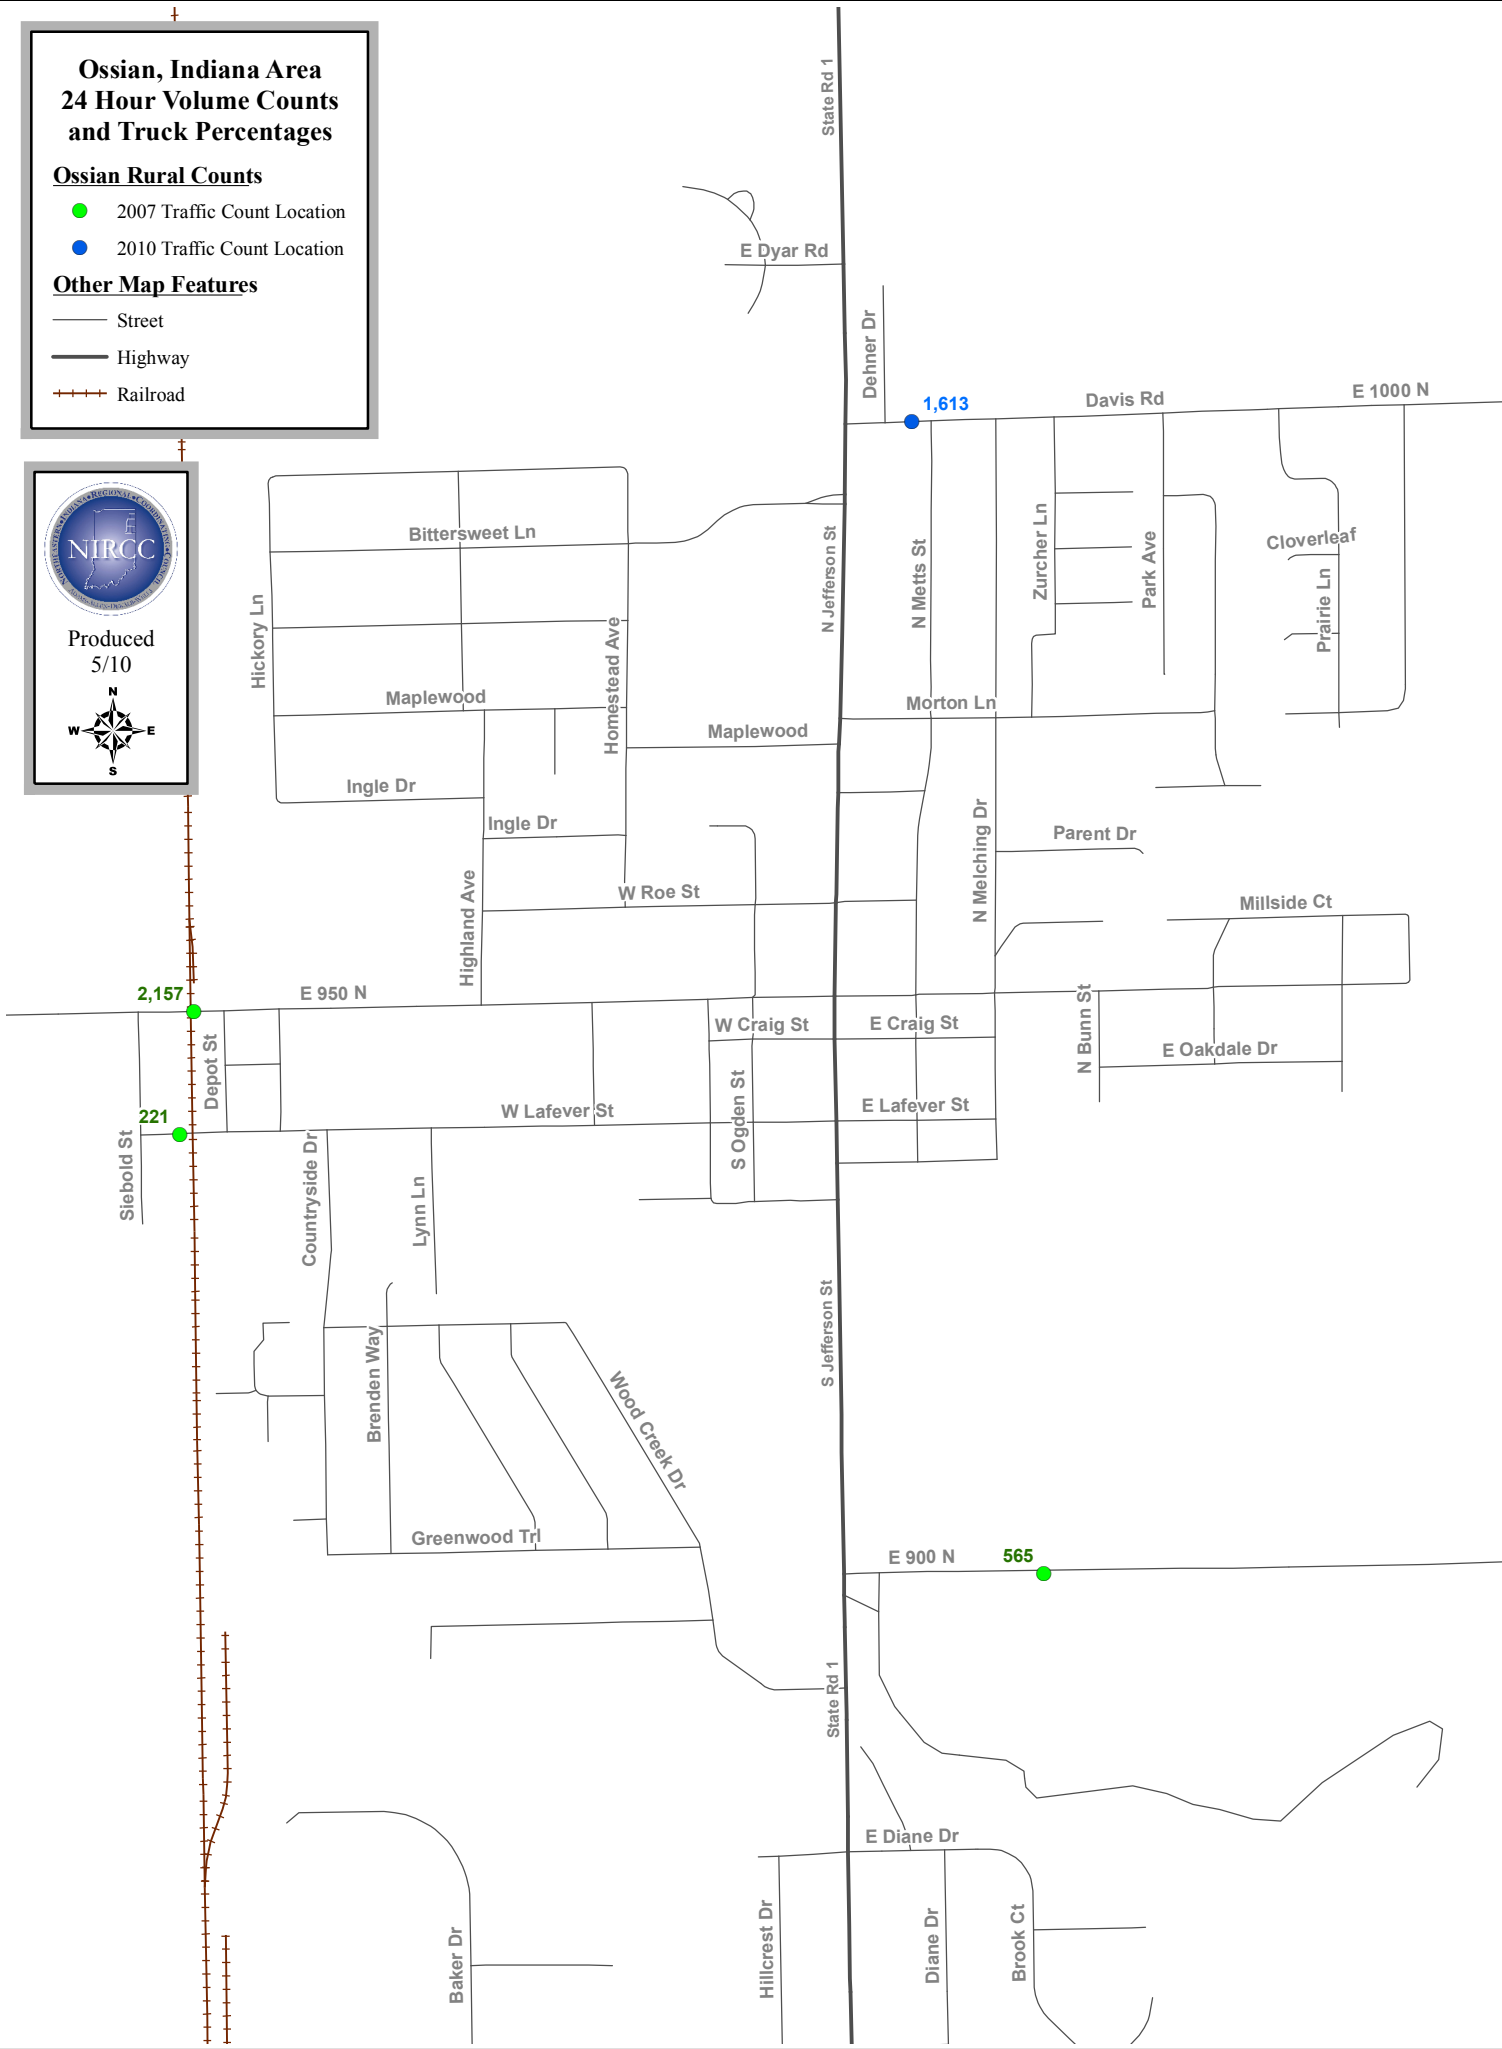 Ossian, Indiana Area
24 Hour Volume Counts
and Truck Percentages
Ossian Rural Counts
2007 Traffic Count Location
2010 Traffic Count Location
Other Map Features
Street
Highway
Railroad
NIRCC
Produced
5/10
N
W
E
S
State Rd 1
E Dyar Rd
Dehner Dr
1,613
Davis Rd
E 1000 N
Bittersweet Ln
Hickory Ln
Homestead Ave
Maplewood
Maplewood
N Jefferson St
N Metts St
Zurcher Ln
Park Ave
Cloverleaf
Prairie Ln
Morton Ln
Ingle Dr
Ingle Dr
N Melching Dr
Parent Dr
Highland Ave
W Roe St
Millside Ct
2,157
E 950 N
Depot St
W Craig St
E Craig St
N Bunn St
E Oakdale Dr
221
Siebold St
W Lafever St
E Lafever St
S Ogden St
Countryside Dr
Lynn Ln
S Jefferson St
Brenden Way
Wood Creek Dr
Greenwood Trl
E 900 N
565
State Rd 1
E Diane Dr
Baker Dr
Hillcrest Dr
Diane Dr
Brook Ct